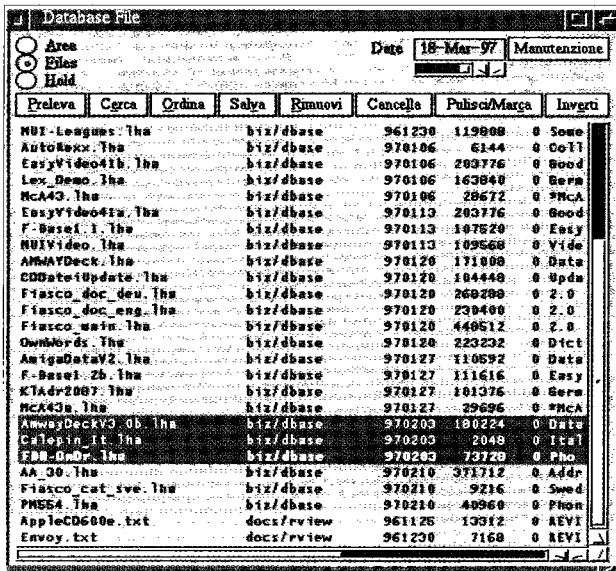 Database File
Area
Files
Hold
Date 18-Mar-97 Manutenzione
Preleva Cerca Ordina Salva Rimuovi Cancella Pulisci/Marca Inverti
MUI-Leagues.lha biz/dbase 961230 119808 0 Some
AutoRexx.lha biz/dbase 970106 6144 0 Coll
EasyVideo41b.lha biz/dbase 970106 203776 0 Good
Lex_Demo.lha biz/dbase 970106 163840 0 Germ
McA43.lha biz/dbase 970106 28672 0 *McA
EasyVideo41a.lha biz/dbase 970113 203776 0 Good
F-Base1.1.lha biz/dbase 970113 107520 0 Easy
MUIVideo.lha biz/dbase 970113 109568 0 Vide
AMWAYDeck.lha biz/dbase 970120 171008 0 Data
CDDateiUpdate.lha biz/dbase 970120 104448 0 Upda
Fiasco_doc_deu.lha biz/dbase 970120 260288 0 2.0
Fiasco_doc_eng.lha biz/dbase 970120 230400 0 2.0
Fiasco_main.lha biz/dbase 970120 440512 0 2.0
OwnWords.lha biz/dbase 970120 223232 0 Dict
AmigaDataV2.lha biz/dbase 970127 110592 0 Data
F-Base1.2b.lha biz/dbase 970127 111616 0 Easy
KlAdr2007.lha biz/dbase 970127 101376 0 Germ
McA43a.lha biz/dbase 970127 29696 0 *McA
AmwayDeckV3_0b.lha biz/dbase 970203 180224 0 Data
Calepin_It.lha biz/dbase 970203 2048 0 Ital
biz/dbase 970203 73728 0 Pho
AA_30.lha biz/dbase 970210 371712 0 Addr
Fiasco_cat_sve.lha biz/dbase 970210 9216 0 Swed
PM554.lha biz/dbase 970210 40960 0 Phon
AppleCD600e.txt docs/rview 961125 13312 0 REVI
Envoy.txt docs/rview 961230 7168 0 REVI